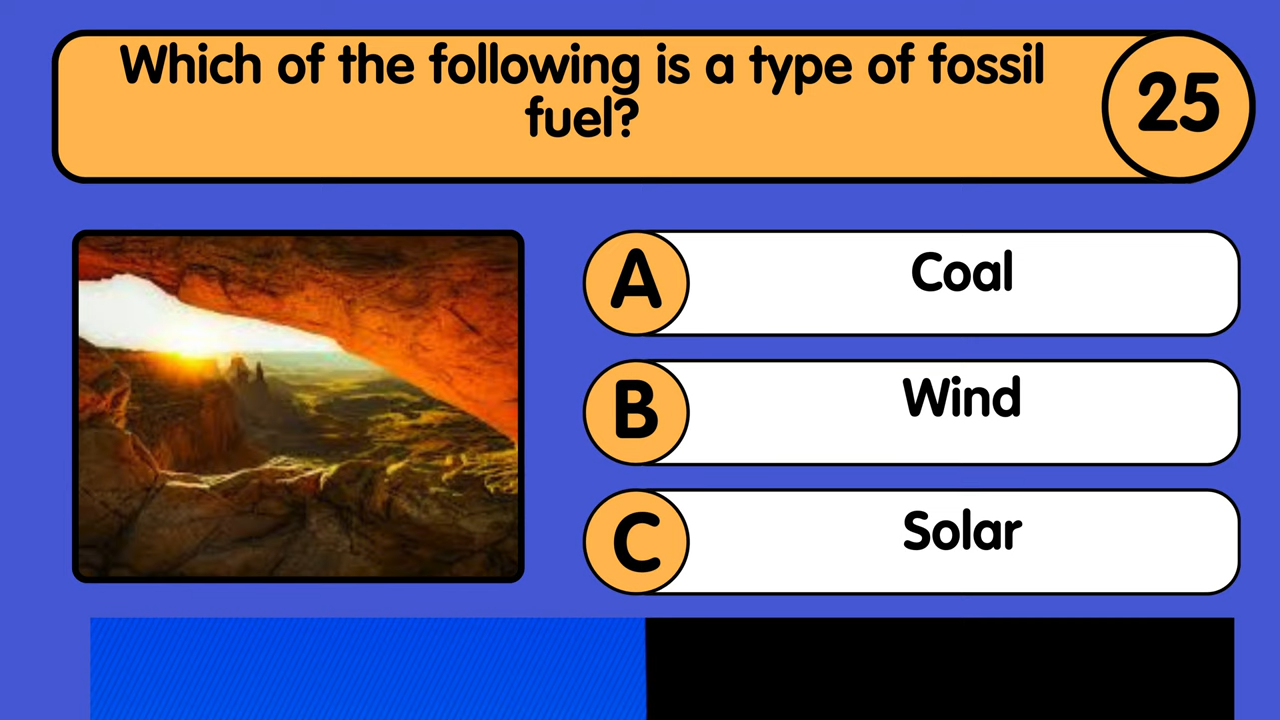 Which of the following is a type of fossil
fuel?
25
A
Coal
B
Wind
C
Solar